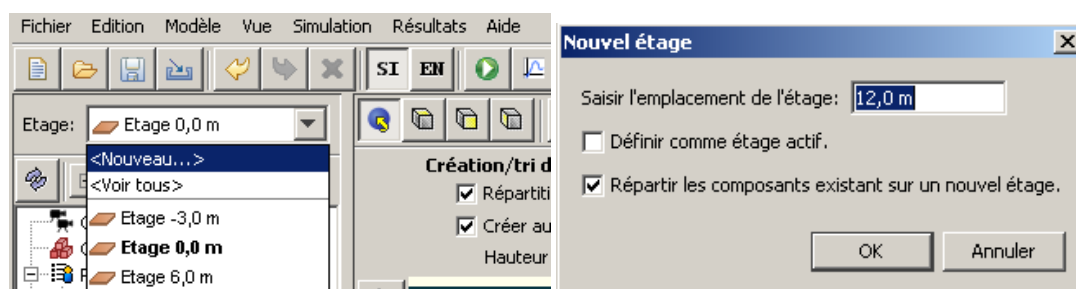 Fichier Edition Modèle Vue Simulation Résultats Aide
SI EN
Etage: Etage 0,0 m
<Nouveau...>
<Voir tous>
Etage -3,0 m
Etage 0,0 m
Etage 6,0 m
Création/tri d
Répartiti
Créer au
Hauteur
Nouvel étage
Saisir l'emplacement de l'étage: 12,0 m
Définir comme étage actif.
Répartir les composants existant sur un nouvel étage.
OK Annuler